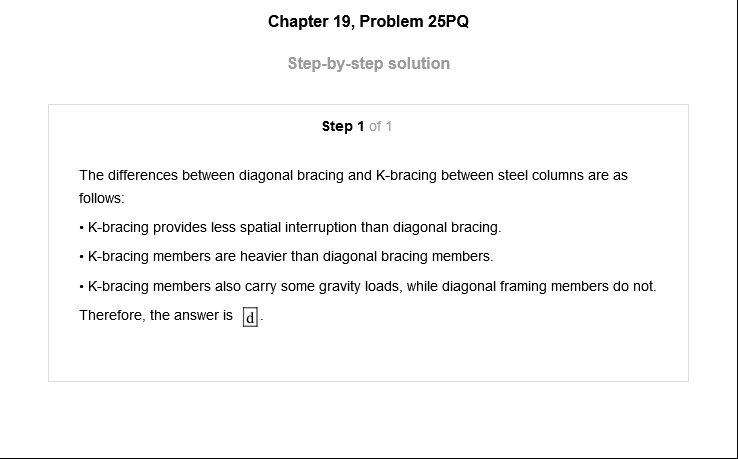 Chapter 19, Problem 25PQ
Step-by-step solution
Step 1 of 1
The differences between diagonal bracing and K-bracing between steel columns are as
follows:
• K-bracing provides less spatial interruption than diagonal bracing.
• K-bracing members are heavier than diagonal bracing members.
• K-bracing members also carry some gravity loads, while diagonal framing members do not.
Therefore, the answer is d.